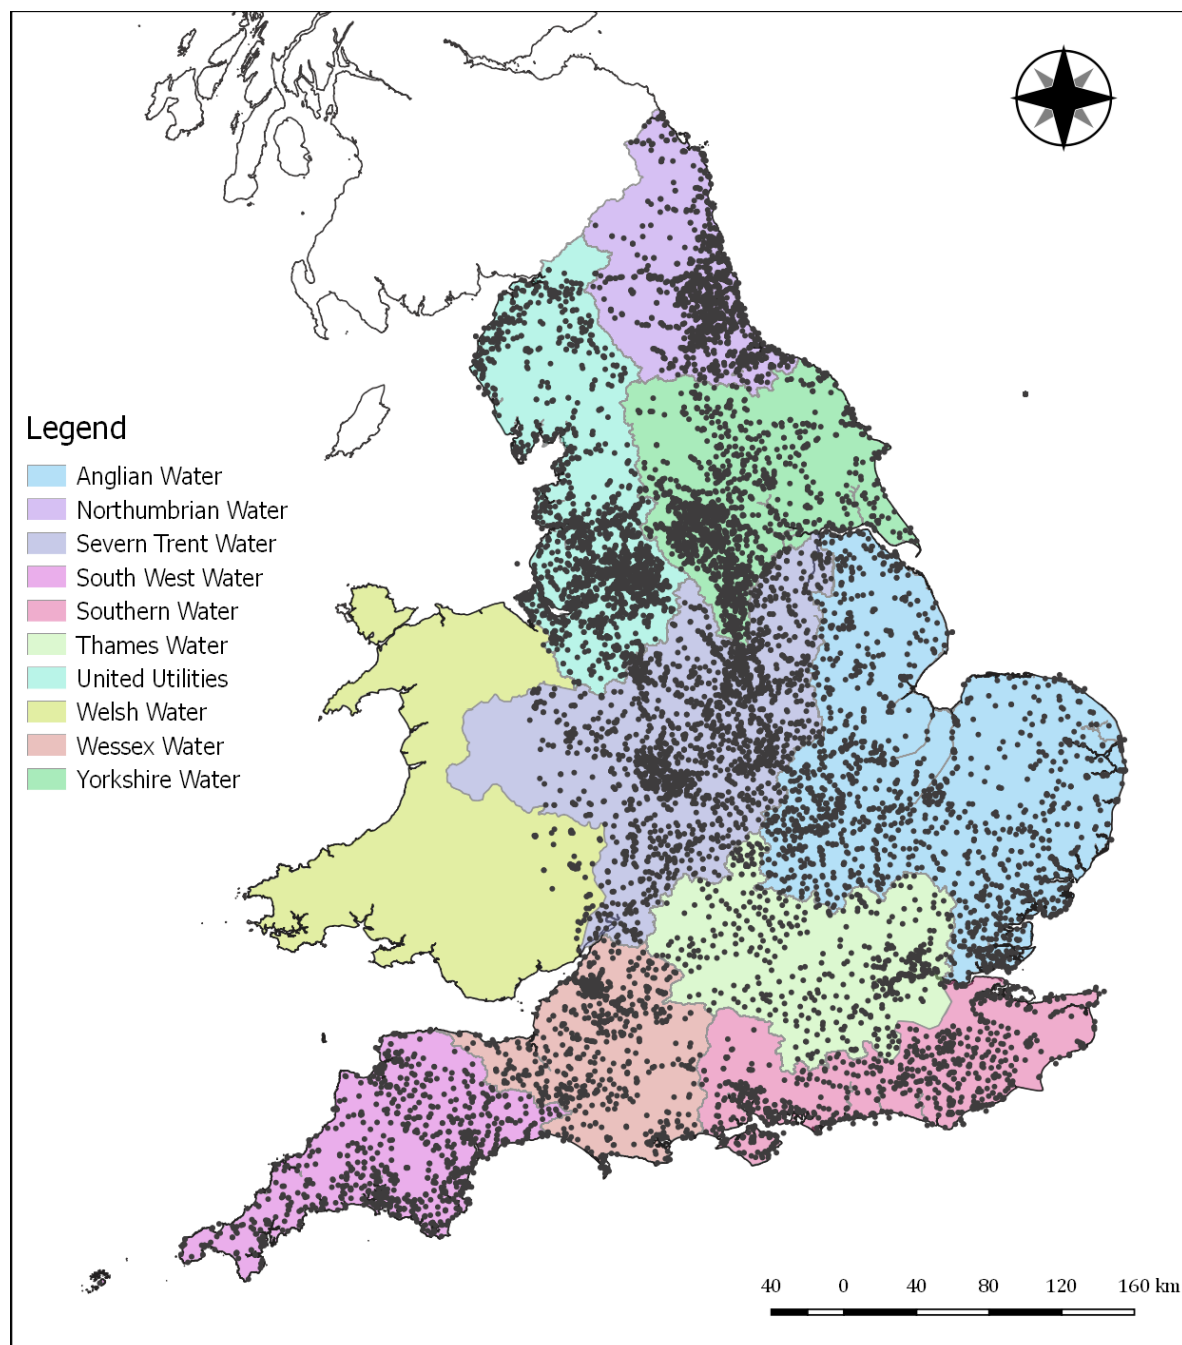 Legend
Anglian Water
Northumbrian Water
Severn Trent Water
South West Water
Southern Water
Thames Water
United Utilities
Welsh Water
Wessex Water
Yorkshire Water
40 0 40 80 120 160 km